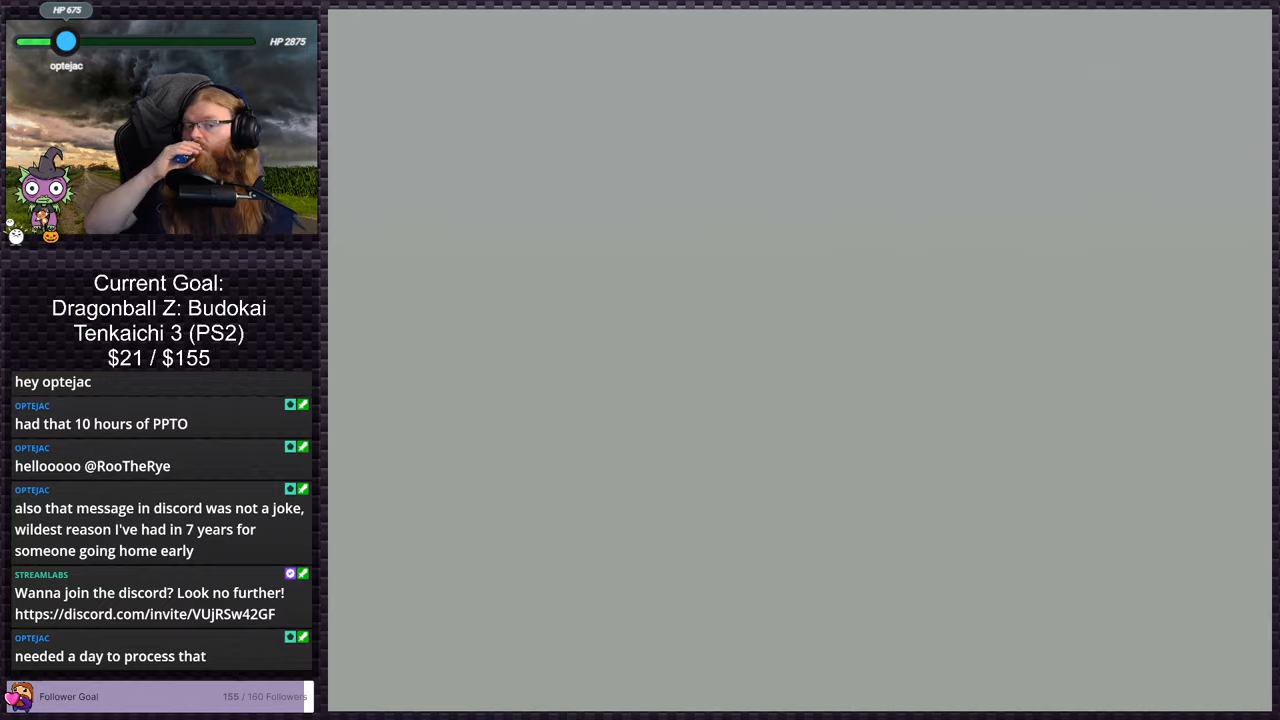 HP 675
HP 2875
optejac
Current Goal:
Dragonball Z: Budokai
Tenkaichi 3 (PS2)
$21 / $155
hey optejac
OPTEJAC
had that 10 hours of PPTO
OPTEJAC
hellooooo @RooTheRye
OPTEJAC
also that message in discord was not a joke,
wildest reason I've had in 7 years for
someone going home early
STREAMLABS
Wanna join the discord? Look no further!
https://discord.com/invite/VUjRSw42GF
OPTEJAC
needed a day to process that
Follower Goal
155 / 160 Followers